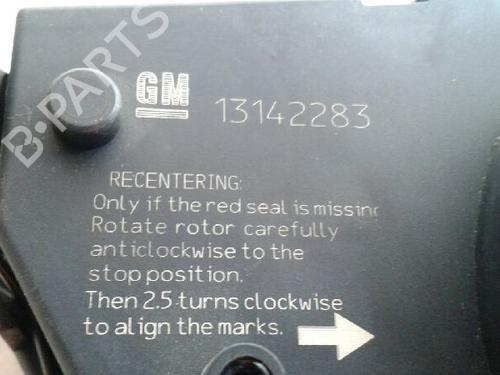 B-PARTS
GM
13142283
RECENTERING:
Only if the red seal is missing
Rotate rotor carefully
anticlockwise to the
stop position.
Then 2.5 turns clockwise
to align the marks.